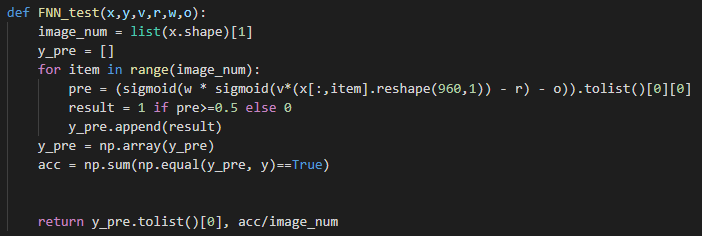 def FNN_test(x,y,v,r,w,o):
    image_num = list(x.shape)[1]
    y_pre = []
    for item in range(image_num):
        pre = (sigmoid(w * sigmoid(v*(x[:,item].reshape(960,1)) - r) - o)).tolist()[0][0]
        result = 1 if pre>=0.5 else 0
        y_pre.append(result)
    y_pre = np.array(y_pre)
    acc = np.sum(np.equal(y_pre, y)==True)
    return y_pre.tolist()[0], acc/image_num